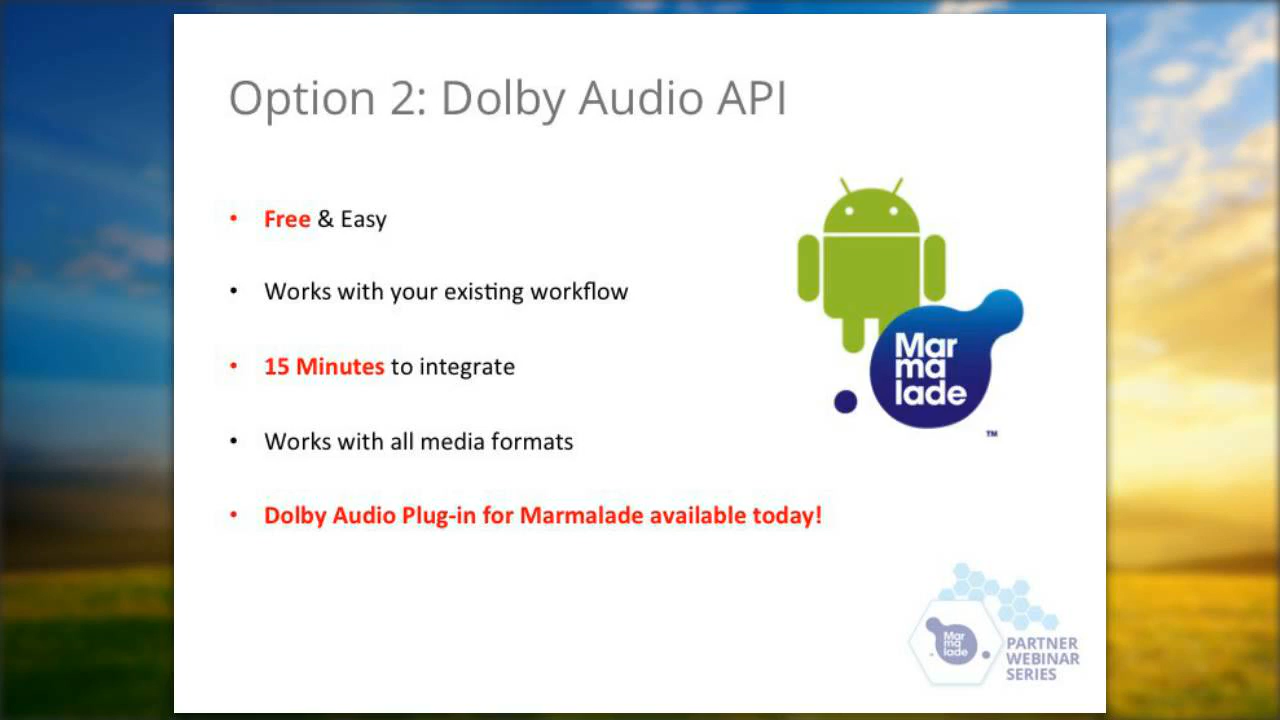 Option 2: Dolby Audio API
• Free & Easy
• Works with your existing workflow
• 15 Minutes to integrate
• Works with all media formats
• Dolby Audio Plug-in for Marmalade available today!
Mar
ma
lade
™
Mar
ma
lade
PARTNER
WEBINAR
SERIES